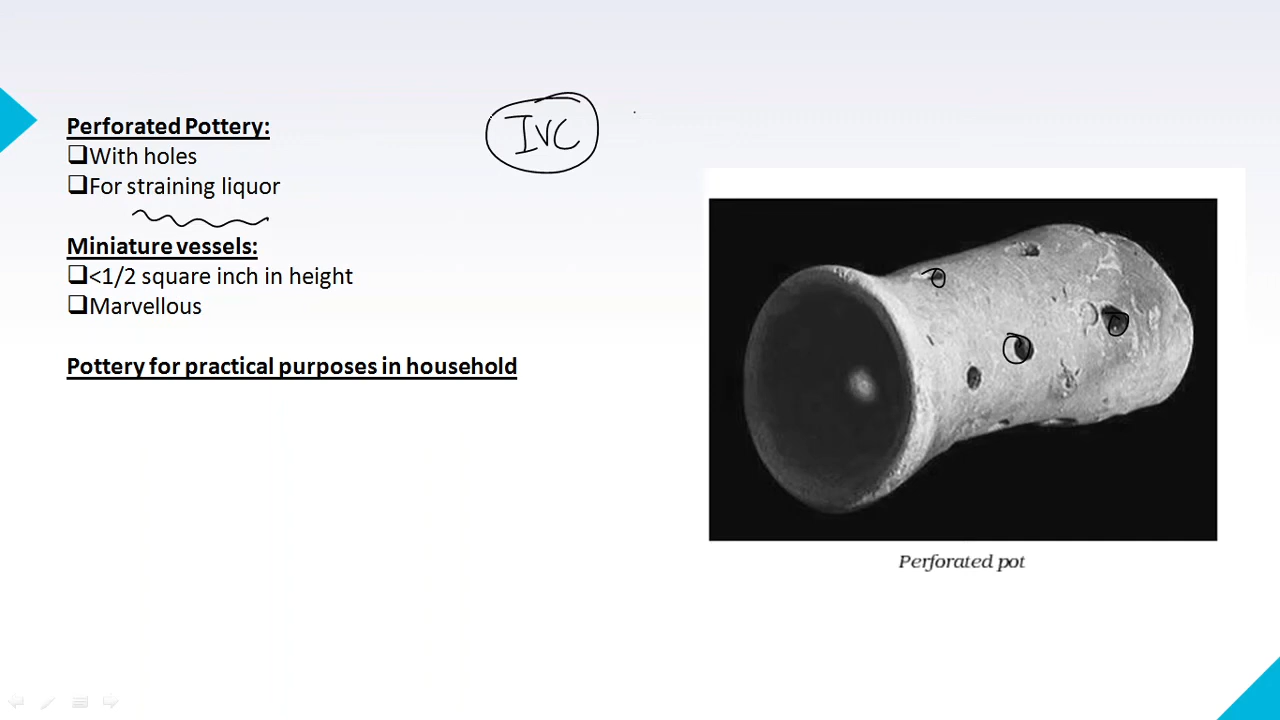 Perforated Pottery:
❑With holes
❑For straining liquor
IVC
Miniature vessels:
❑<1/2 square inch in height
❑Marvellous
Pottery for practical purposes in household
Perforated pot